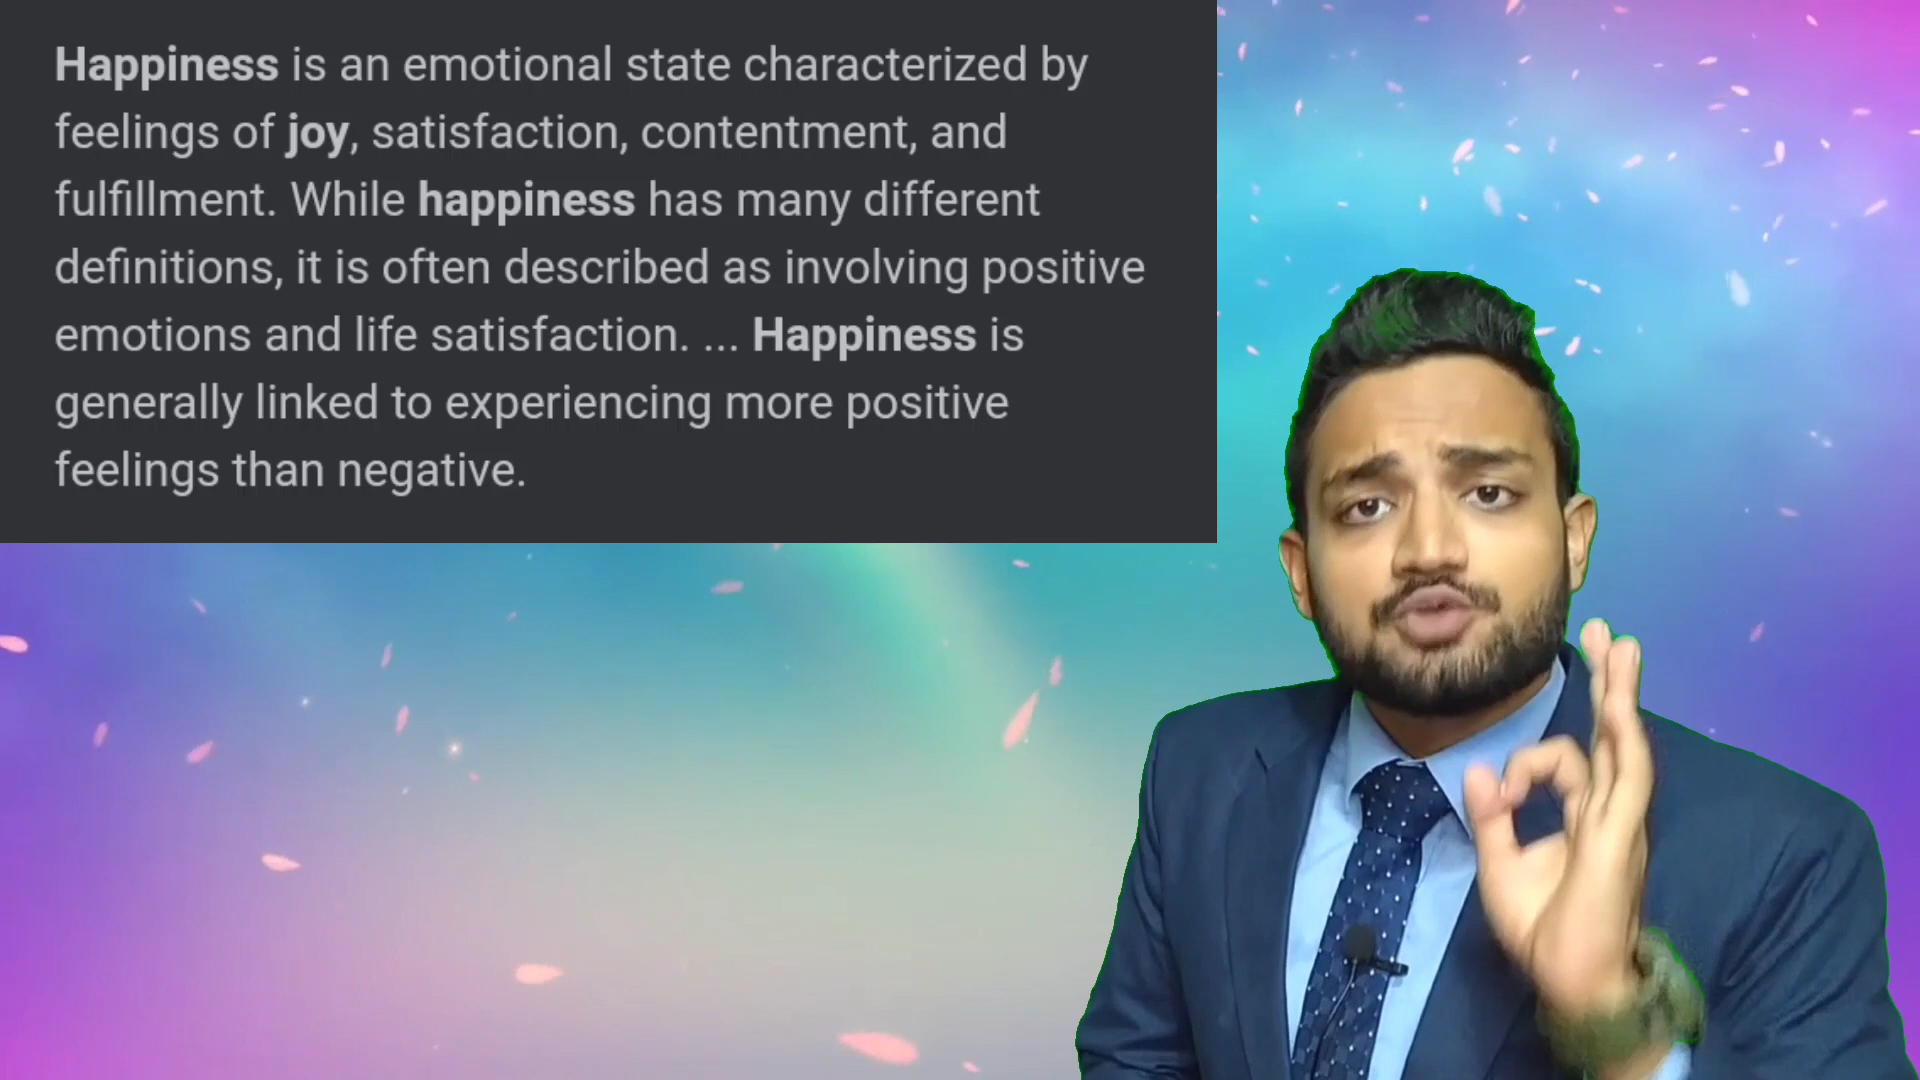 Happiness is an emotional state characterized by
feelings of joy, satisfaction, contentment, and
fulfillment. While happiness has many different
definitions, it is often described as involving positive
emotions and life satisfaction. ... Happiness is
generally linked to experiencing more positive
feelings than negative.